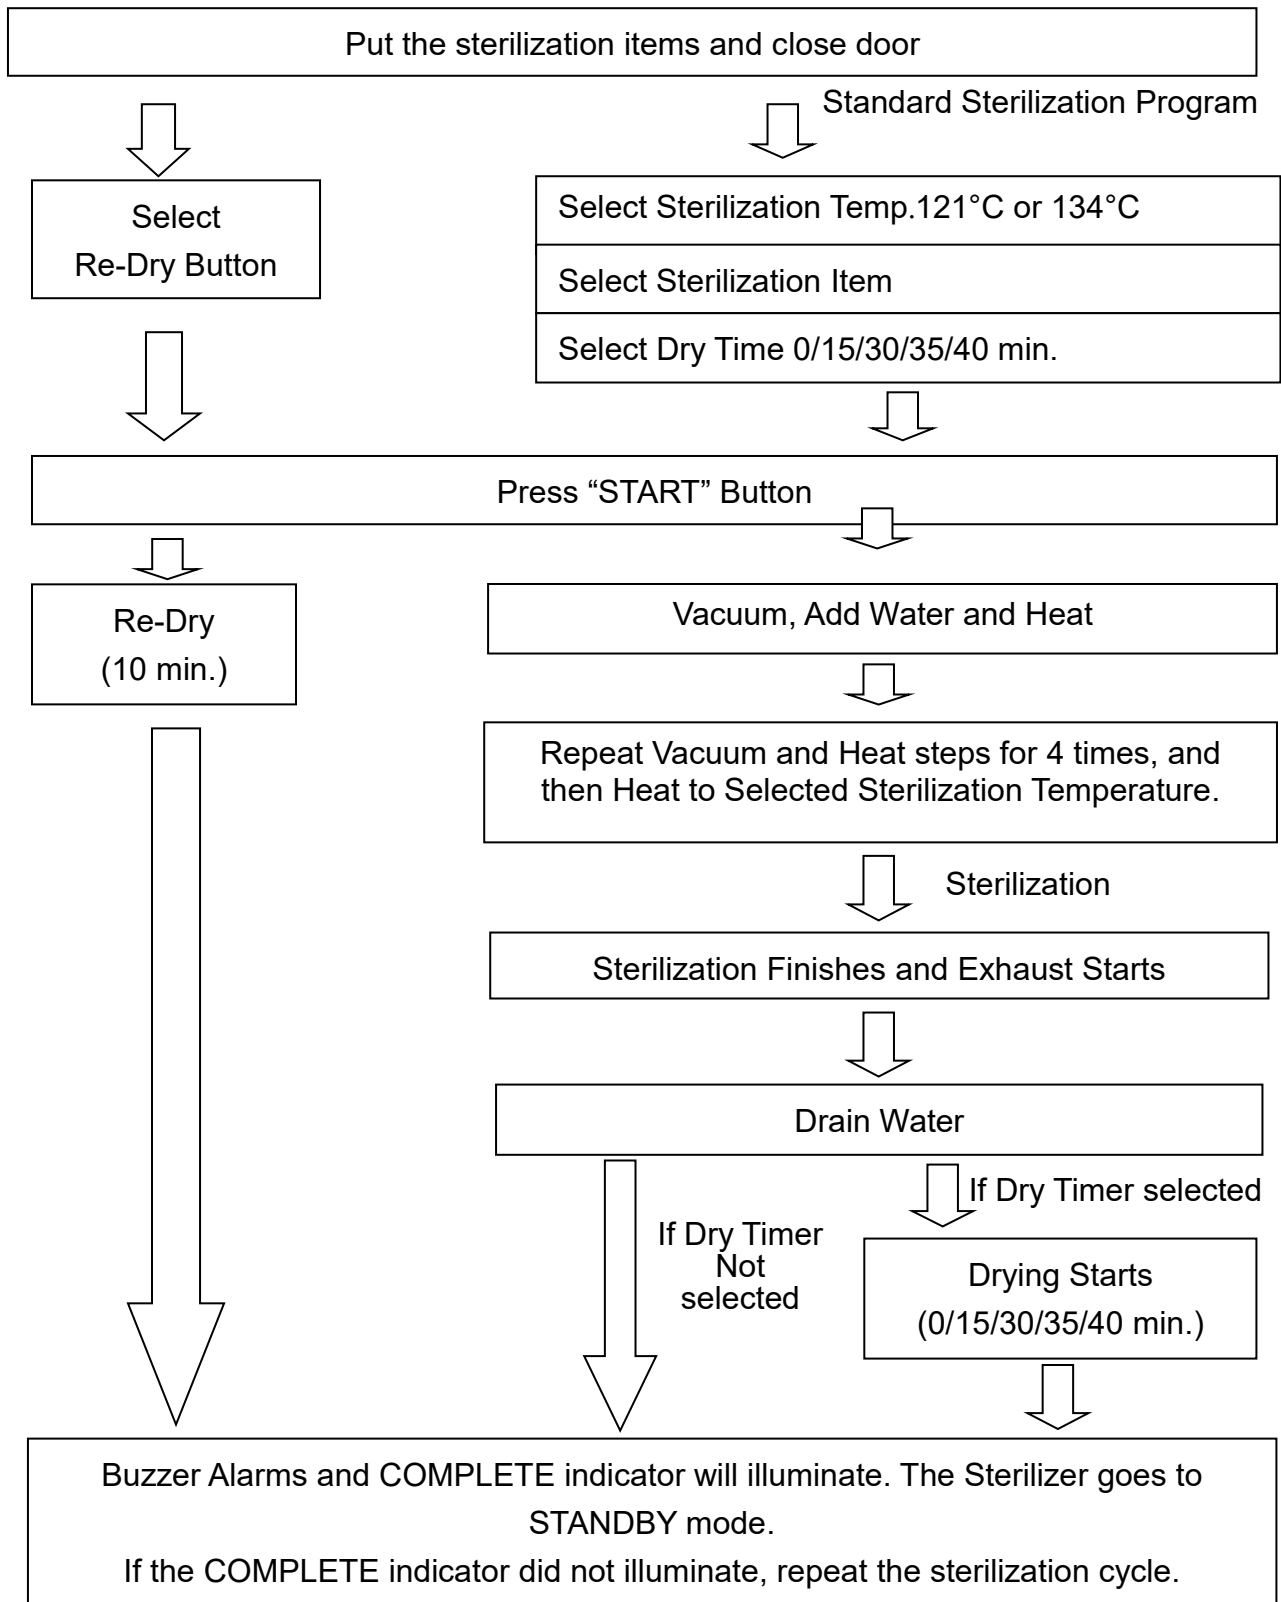 Put the sterilization items and close door
Standard Sterilization Program
Select
Re-Dry Button
Select Sterilization Temp.121°C or 134°C
Select Sterilization Item
Select Dry Time 0/15/30/35/40 min.
Press “START” Button
Re-Dry
(10 min.)
Vacuum, Add Water and Heat
Repeat Vacuum and Heat steps for 4 times, and
then Heat to Selected Sterilization Temperature.
Sterilization
Sterilization Finishes and Exhaust Starts
Drain Water
If Dry Timer selected
If Dry Timer
Not
selected
Drying Starts
(0/15/30/35/40 min.)
Buzzer Alarms and COMPLETE indicator will illuminate. The Sterilizer goes to
STANDBY mode.
If the COMPLETE indicator did not illuminate, repeat the sterilization cycle.